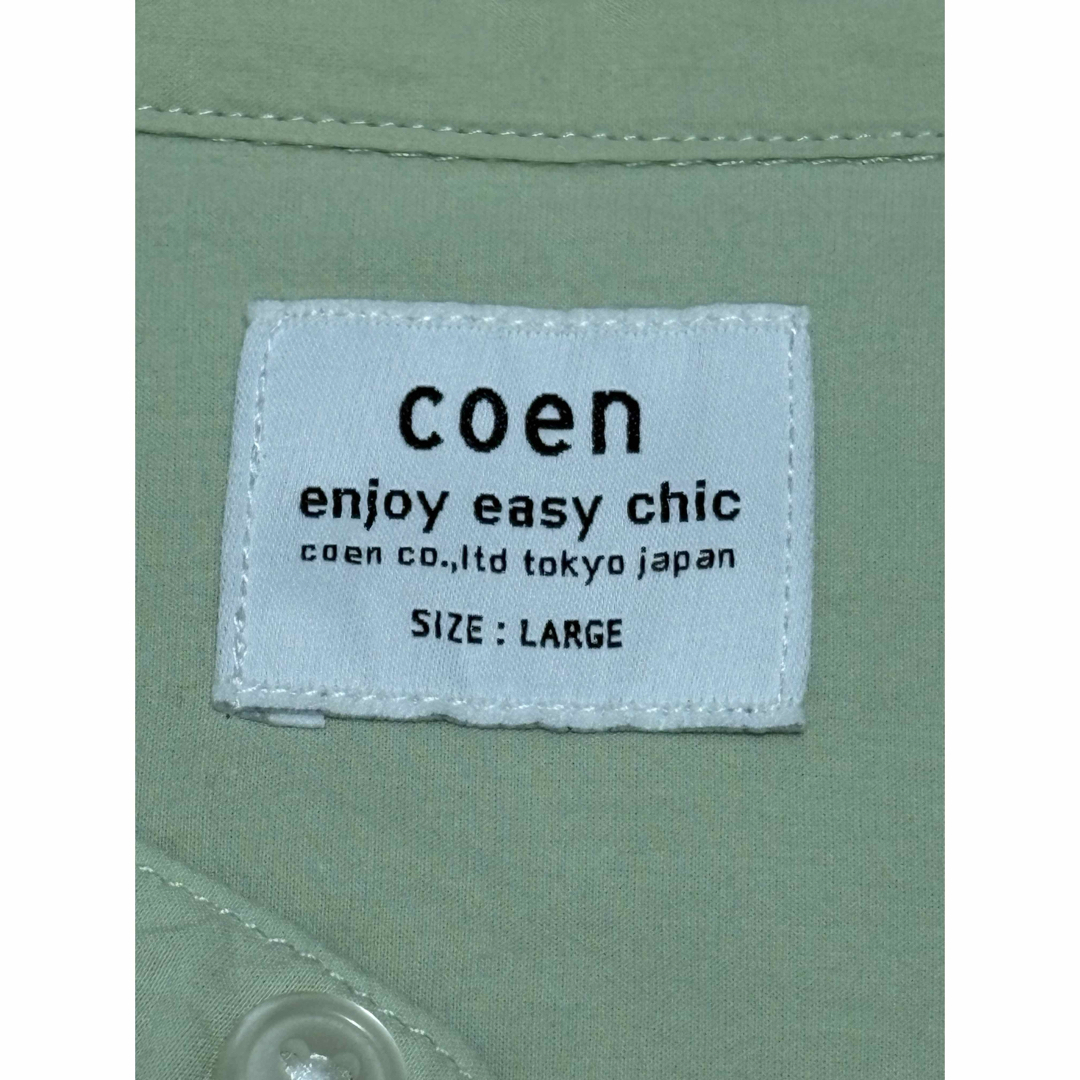 coen
enjoy easy chic
coen co.,ltd tokyo japan
SIZE : LARGE